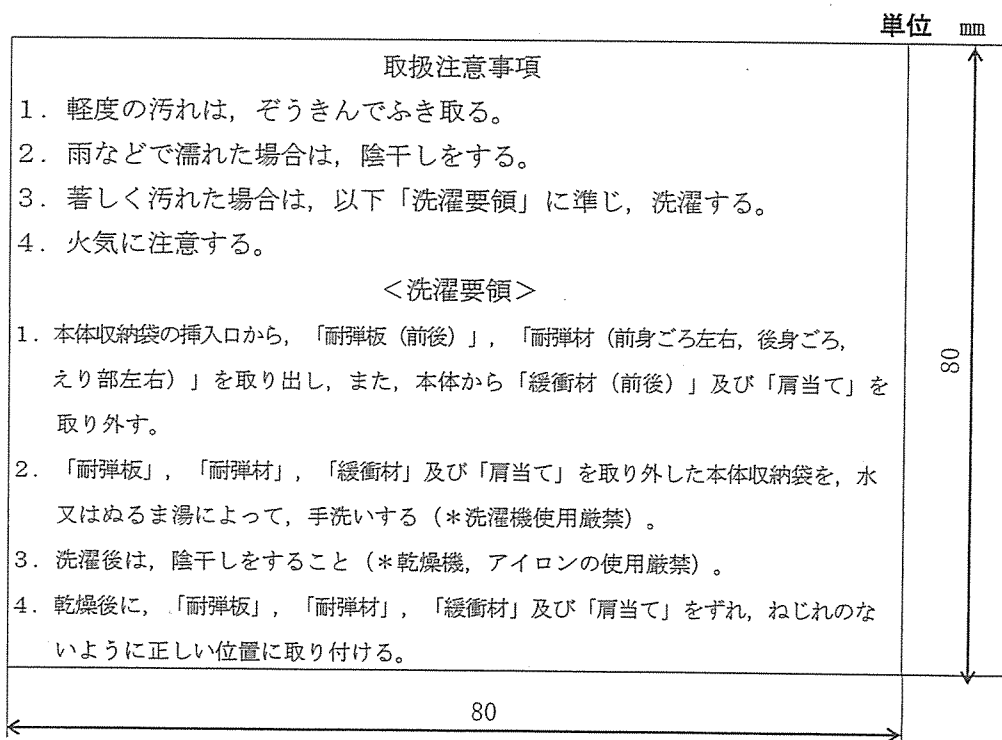 単位 mm
取扱注意事項
1．軽度の汚れは，ぞうきんでふき取る。
2．雨などで濡れた場合は，陰干しをする。
3．著しく汚れた場合は，以下「洗濯要領」に準じ，洗濯する。
4．火気に注意する。
＜洗濯要領＞
1．本体収納袋の挿入口から，「耐弾板（前後）」，「耐弾材（前身ごろ左右，後身ごろ，
えり部左右）」を取り出し，また，本体から「緩衝材（前後）」及び「肩当て」を
取り外す。
2．「耐弾板」，「耐弾材」，「緩衝材」及び「肩当て」を取り外した本体収納袋を，水
又はぬるま湯によって，手洗いする（＊洗濯機使用厳禁）。
3．洗濯後は，陰干しをすること（＊乾燥機，アイロンの使用厳禁）。
4．乾燥後に，「耐弾板」，「耐弾材」，「緩衝材」及び「肩当て」をずれ，ねじれのな
いように正しい位置に取り付ける。
80
80